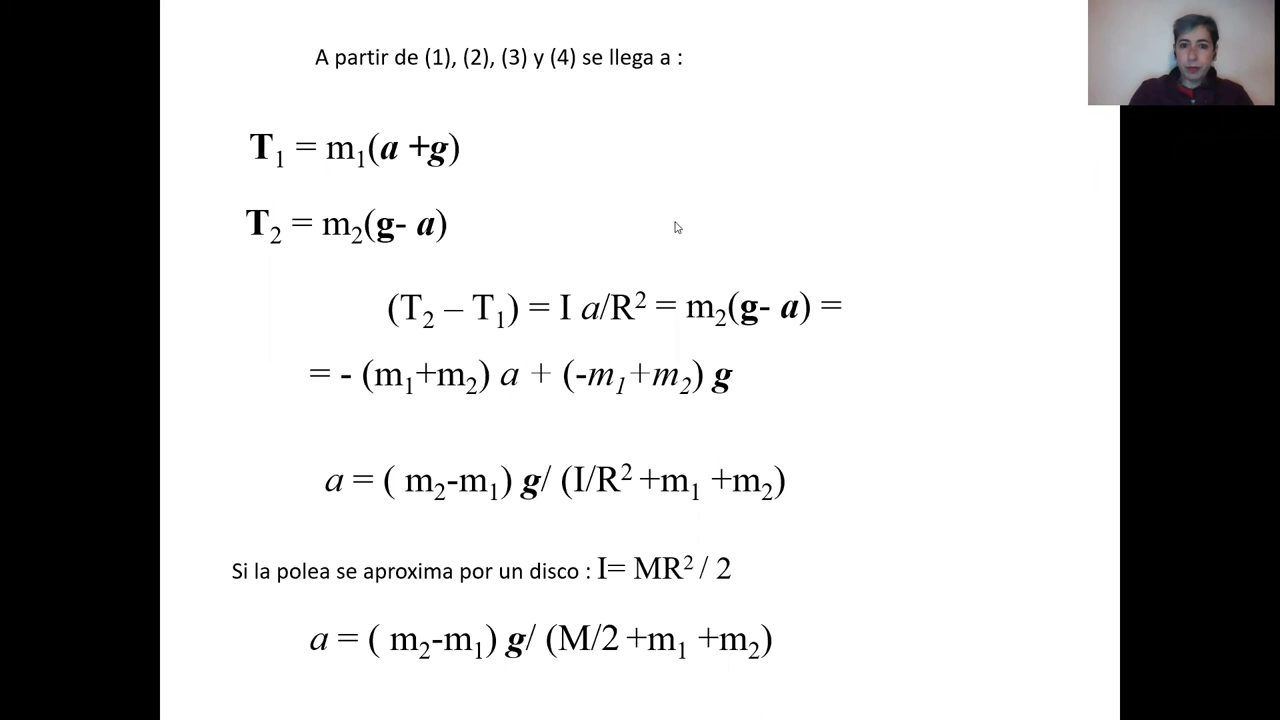 A partir de (1), (2), (3) y (4) se llega a :
T₁ = m₁(a +g)
T₂ = m₂(g- a)
(T₂ – T₁) = I a/R² = m₂(g- a) =
= - (m₁+m₂) a + (-m₁+m₂) g
a = ( m₂-m₁) g/ (I/R² +m₁ +m₂)
Si la polea se aproxima por un disco : I= MR² / 2
a = ( m₂-m₁) g/ (M/2 +m₁ +m₂)